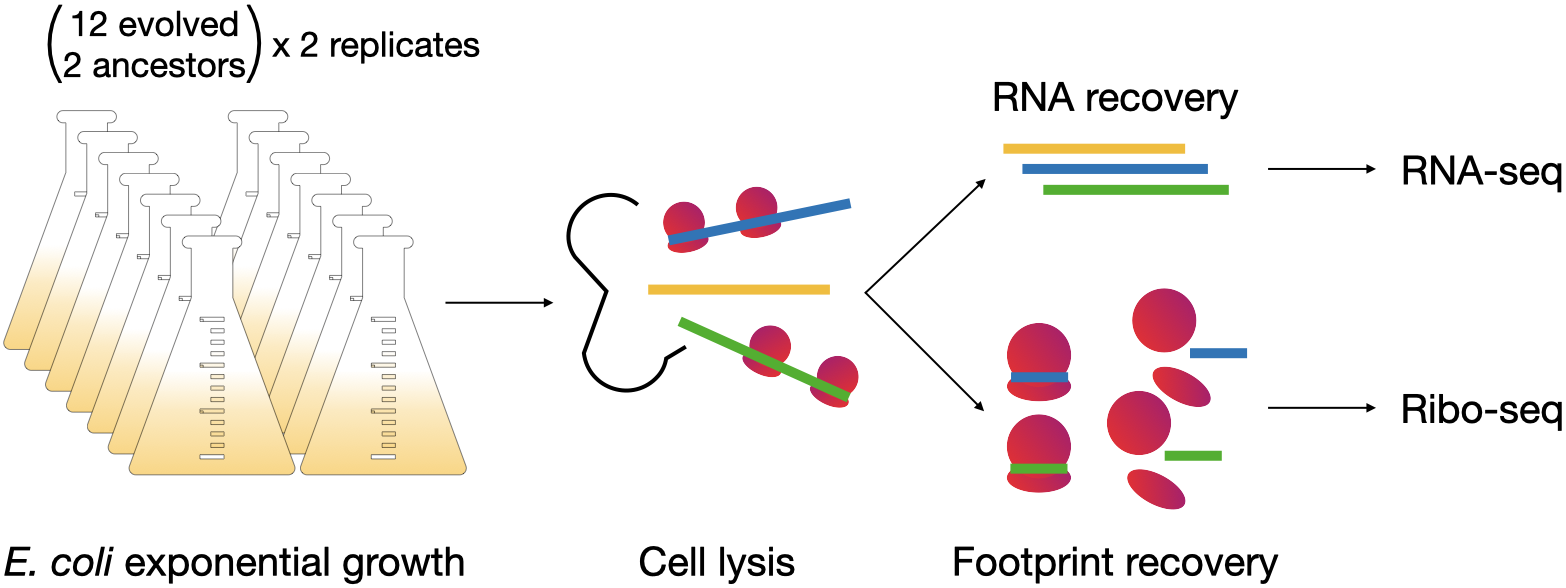 12 evolved
2 ancestors
x 2 replicates
RNA recovery
RNA-seq
Ribo-seq
E. coli exponential growth
Cell lysis
Footprint recovery